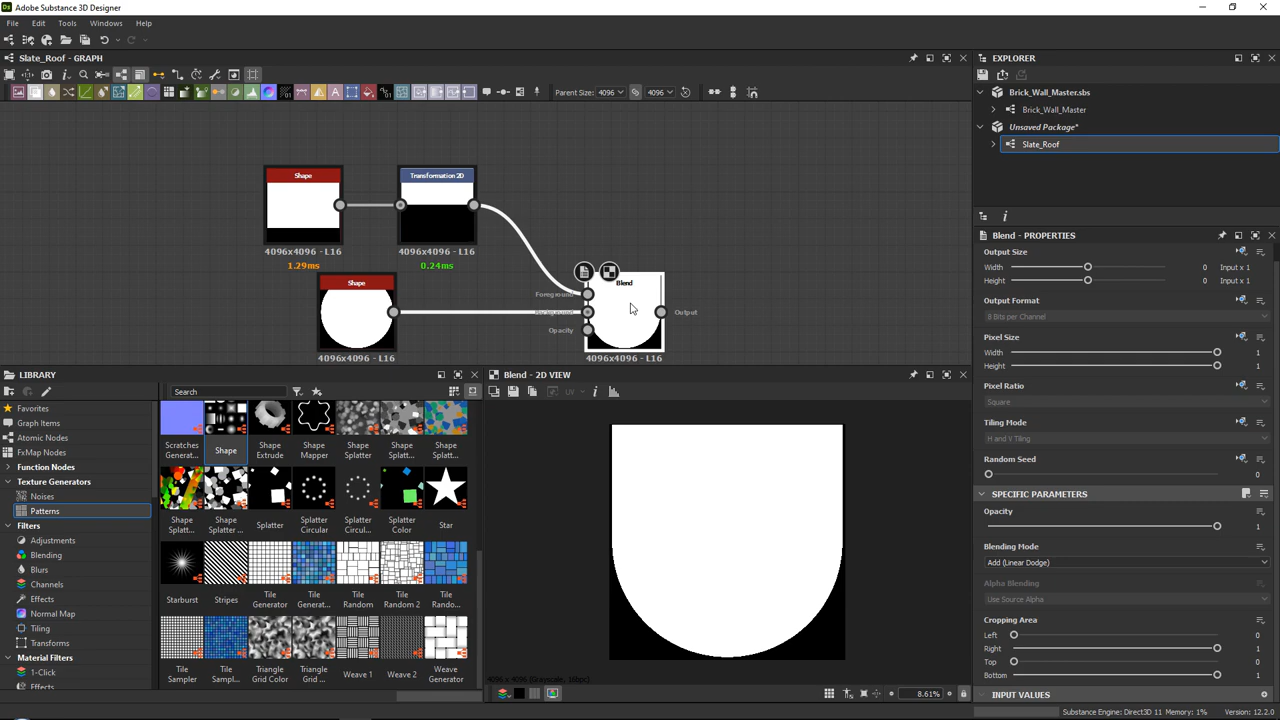 Adobe Substance 3D Designer
File Edit Tools Windows Help
Slate_Roof - GRAPH
Parent Size: 4096 4096
Shape
4096x4096 - L16
1.29ms
Transformation 2D
4096x4096 - L16
0.24ms
Shape
4096x4096 - L16
Blend
Foreground
Background
Opacity
Output
4096x4096 - L16
LIBRARY
Search
Favorites
Graph Items
Atomic Nodes
FxMap Nodes
Function Nodes
Texture Generators
Noises
Patterns
Filters
Adjustments
Blending
Blurs
Channels
Effects
Normal Map
Tiling
Transforms
Material Filters
1-Click
Effects
Scratches Generat...
Shape
Shape Extrude
Shape Mapper
Shape Splatter
Shape Splatt...
Shape Splatt...
Shape Splatt...
Shape Splatter ...
Splatter
Splatter Circular
Splatter Circul...
Splatter Color
Star
Starburst
Stripes
Tile Generator
Tile Generat...
Tile Random
Tile Random 2
Tile Rando...
Tile Sampler
Tile Sampl...
Triangle Grid Color
Triangle Grid ...
Weave 1
Weave 2
Weave Generator
Blend - 2D VIEW
UV
4096 x 4096 (Grayscale, 16bpc)
8.61%
EXPLORER
Brick_Wall_Master.sbs
Brick_Wall_Master
Unsaved Package*
Slate_Roof
Blend - PROPERTIES
Output Size
Width 0 Input x 1
Height 0 Input x 1
Output Format
8 Bits per Channel
Pixel Size
Width 1
Height 1
Pixel Ratio
Square
Tiling Mode
H and V Tiling
Random Seed
0
SPECIFIC PARAMETERS
Opacity
1
Blending Mode
Add (Linear Dodge)
Alpha Blending
Use Source Alpha
Cropping Area
Left 0
Right 1
Top 0
Bottom 1
INPUT VALUES
Substance Engine: Direct3D 11 Memory: 1% Version: 12.2.0